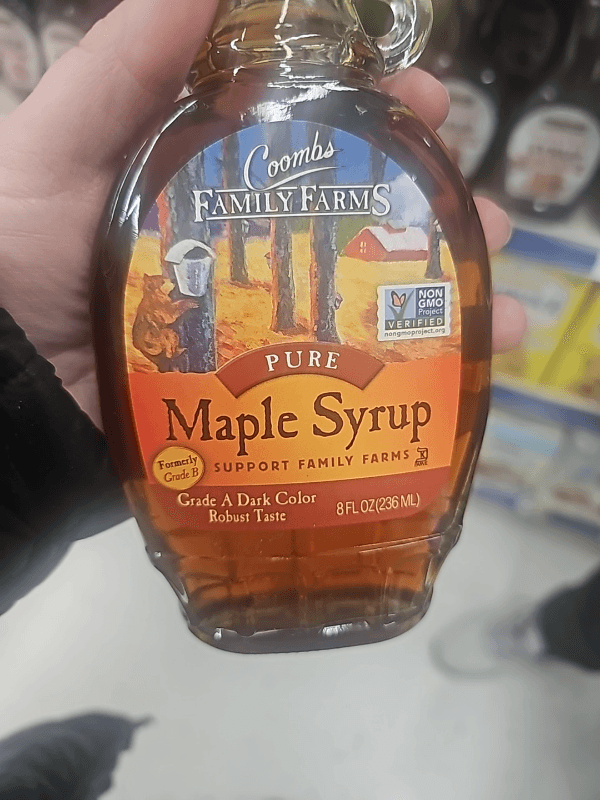 Coombs
FAMILY FARMS
NON
GMO
Project
VERIFIED
nongmoproject.org
PURE
Maple Syrup
Formerly
Grade B
SUPPORT FAMILY FARMS
Grade A Dark Color
Robust Taste
8 FL OZ (236 ML)